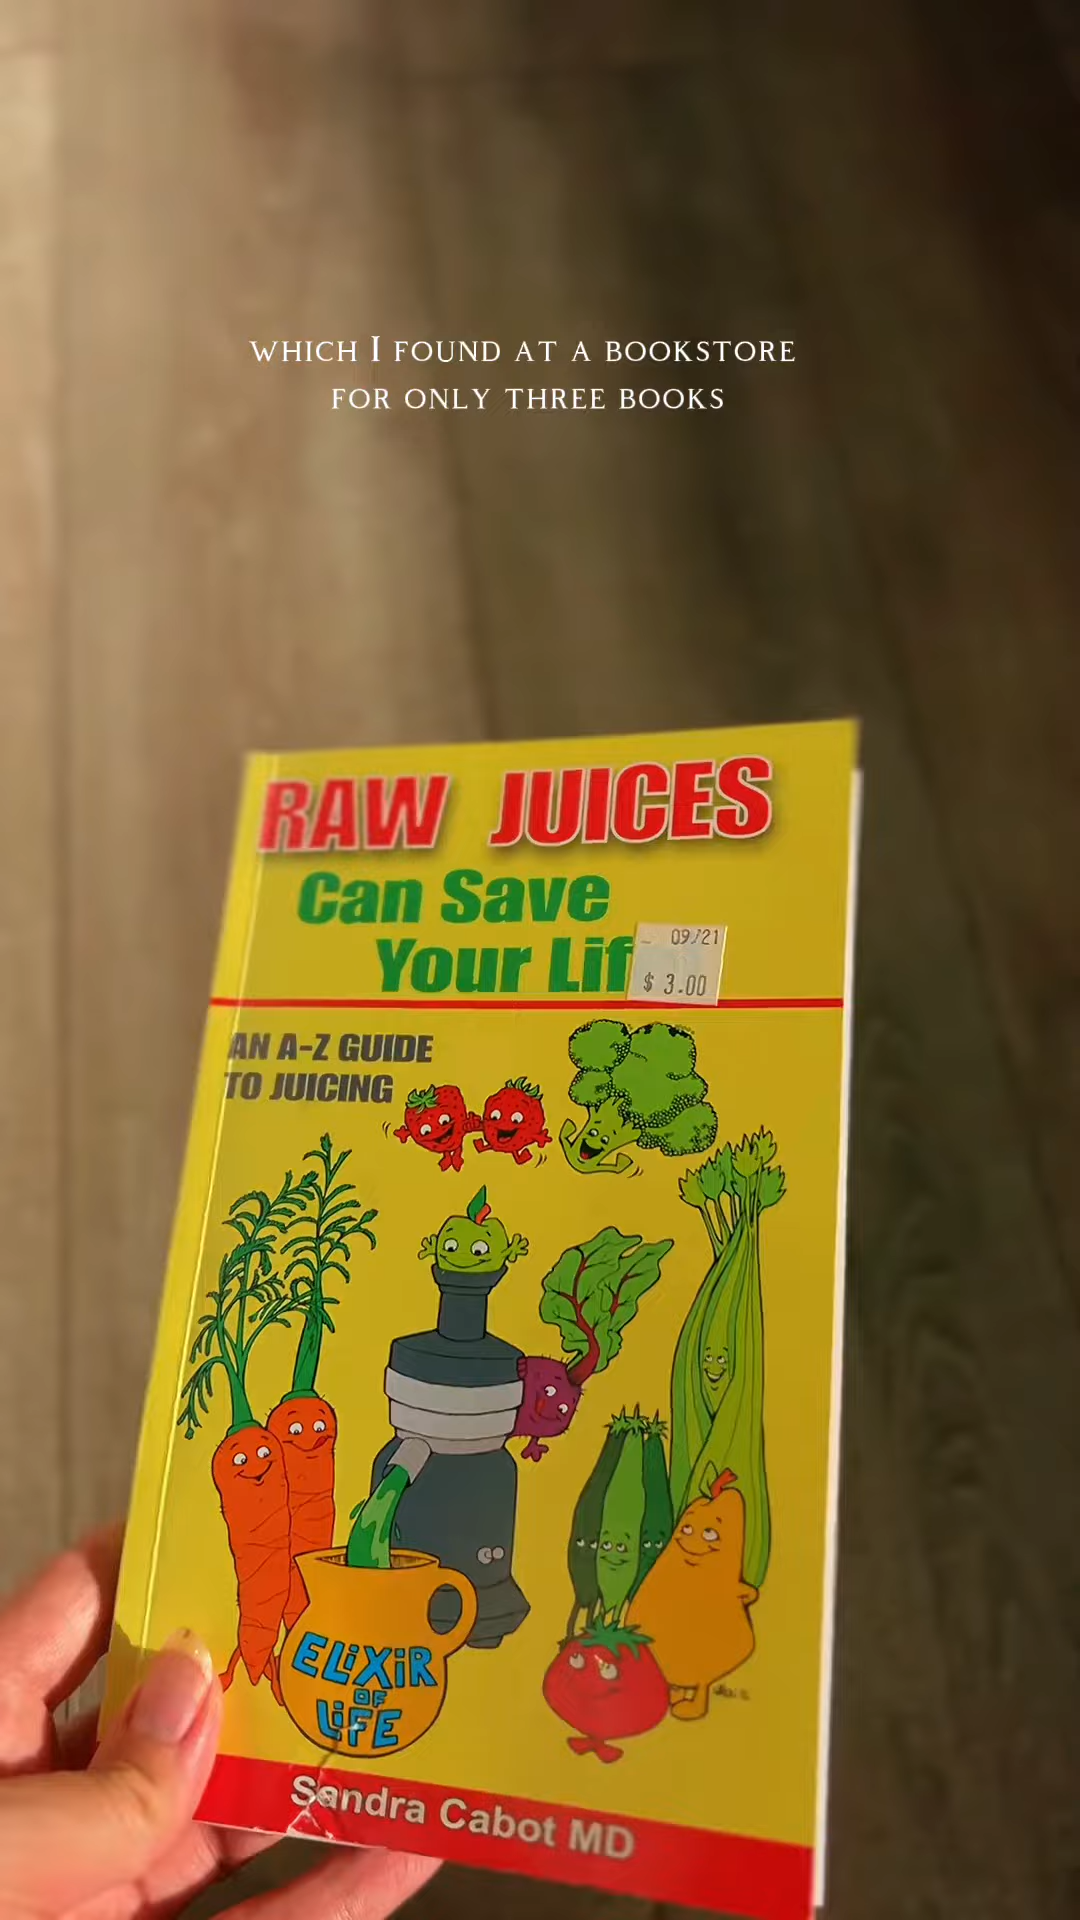 WHICH I FOUND AT A BOOKSTORE
FOR ONLY THREE BOOKS
RAW JUICES
Can Save
Your Lif
09/21
$ 3.00
AN A-Z GUIDE
TO JUICING
ELiXiR
OF
LiFE
Sandra Cabot MD